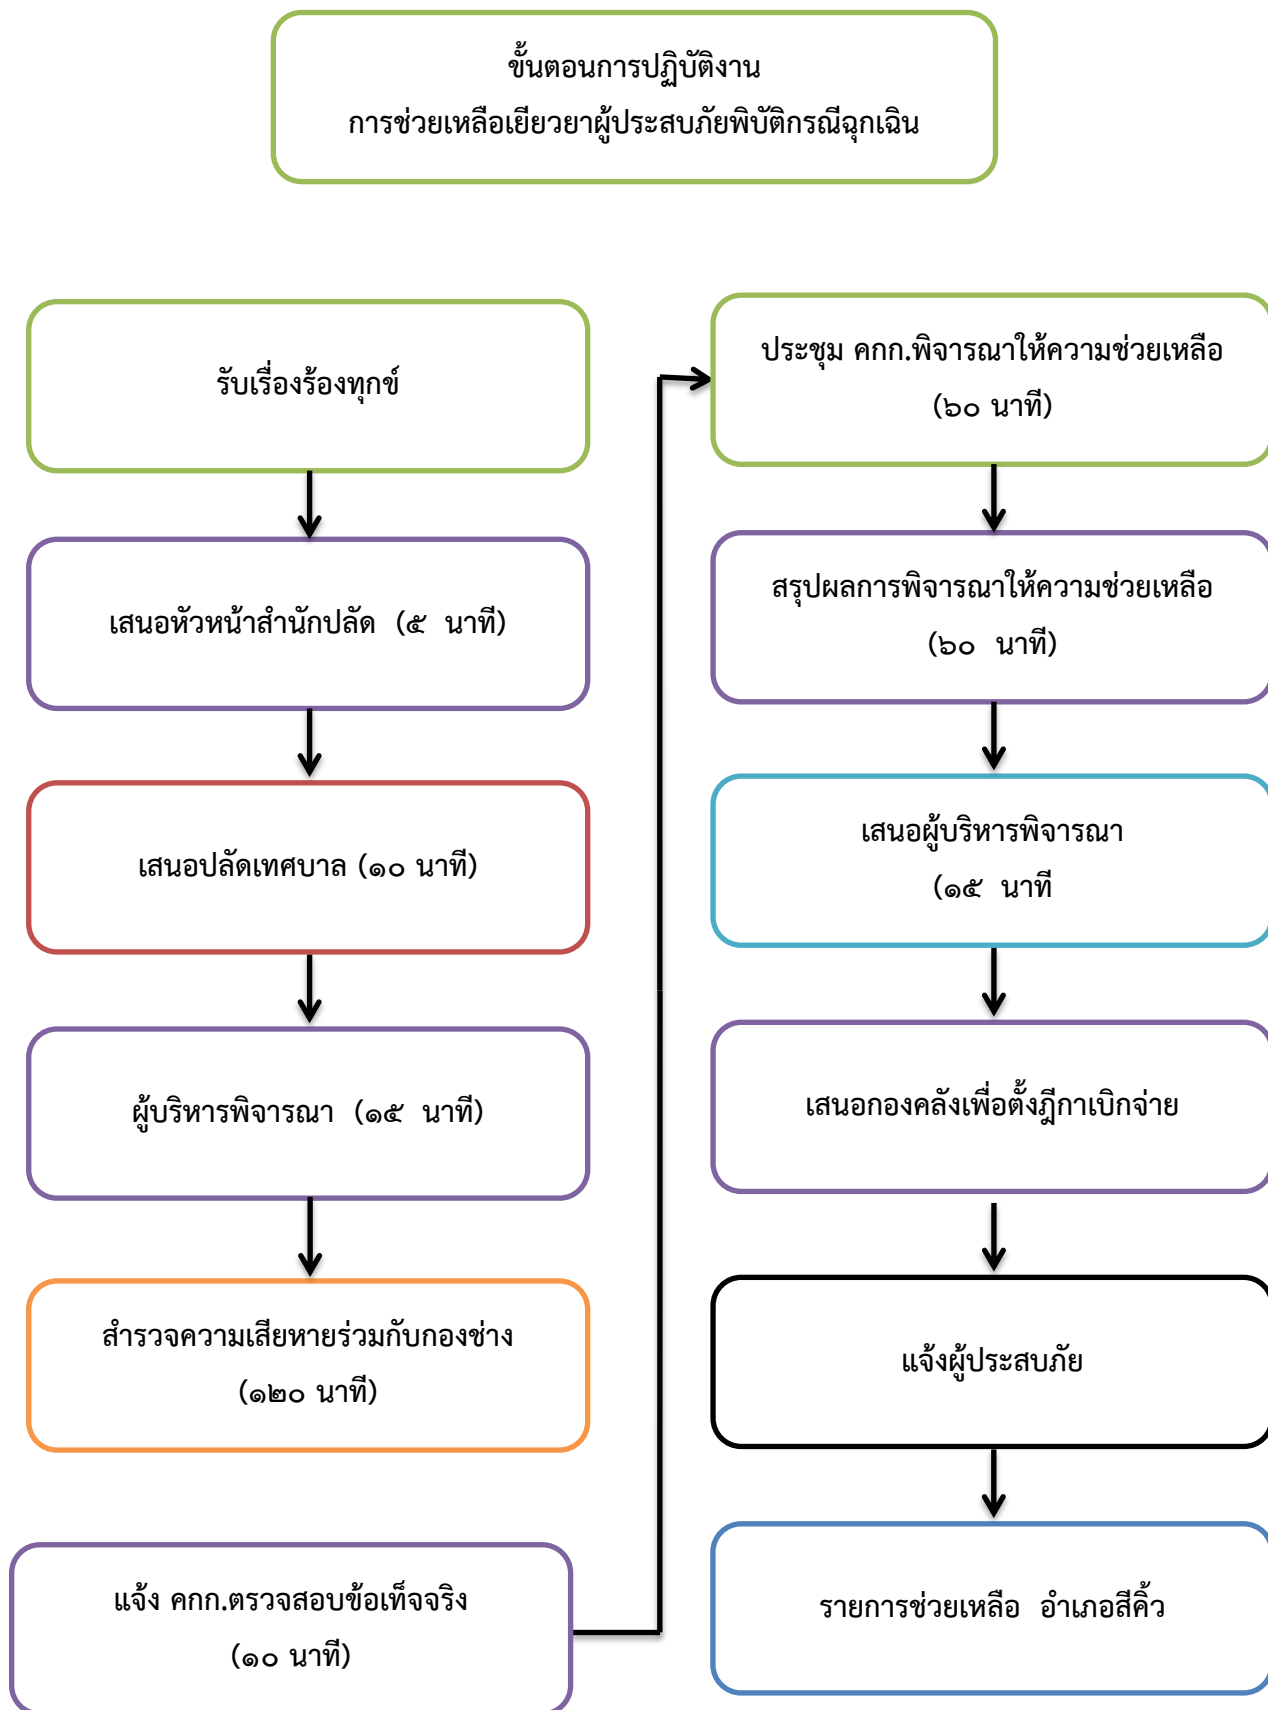 ขั้นตอนการปฏิบัติงาน
การช่วยเหลือเยียวยาผู้ประสบภัยพิบัติกรณีฉุกเฉิน
รับเรื่องร้องทุกข์
เสนอหัวหน้าสำนักปลัด (๕ นาที)
เสนอปลัดเทศบาล (๑๐ นาที)
ผู้บริหารพิจารณา (๑๕ นาที)
สำรวจความเสียหายร่วมกับกองช่าง
(๑๒๐ นาที)
แจ้ง คกก.ตรวจสอบข้อเท็จจริง
(๑๐ นาที)
ประชุม คกก.พิจารณาให้ความช่วยเหลือ
(๖๐ นาที)
สรุปผลการพิจารณาให้ความช่วยเหลือ
(๖๐ นาที)
เสนอผู้บริหารพิจารณา
(๑๕ นาที
เสนอกองคลังเพื่อตั้งฎีกาเบิกจ่าย
แจ้งผู้ประสบภัย
รายการช่วยเหลือ อำเภอสีคิ้ว